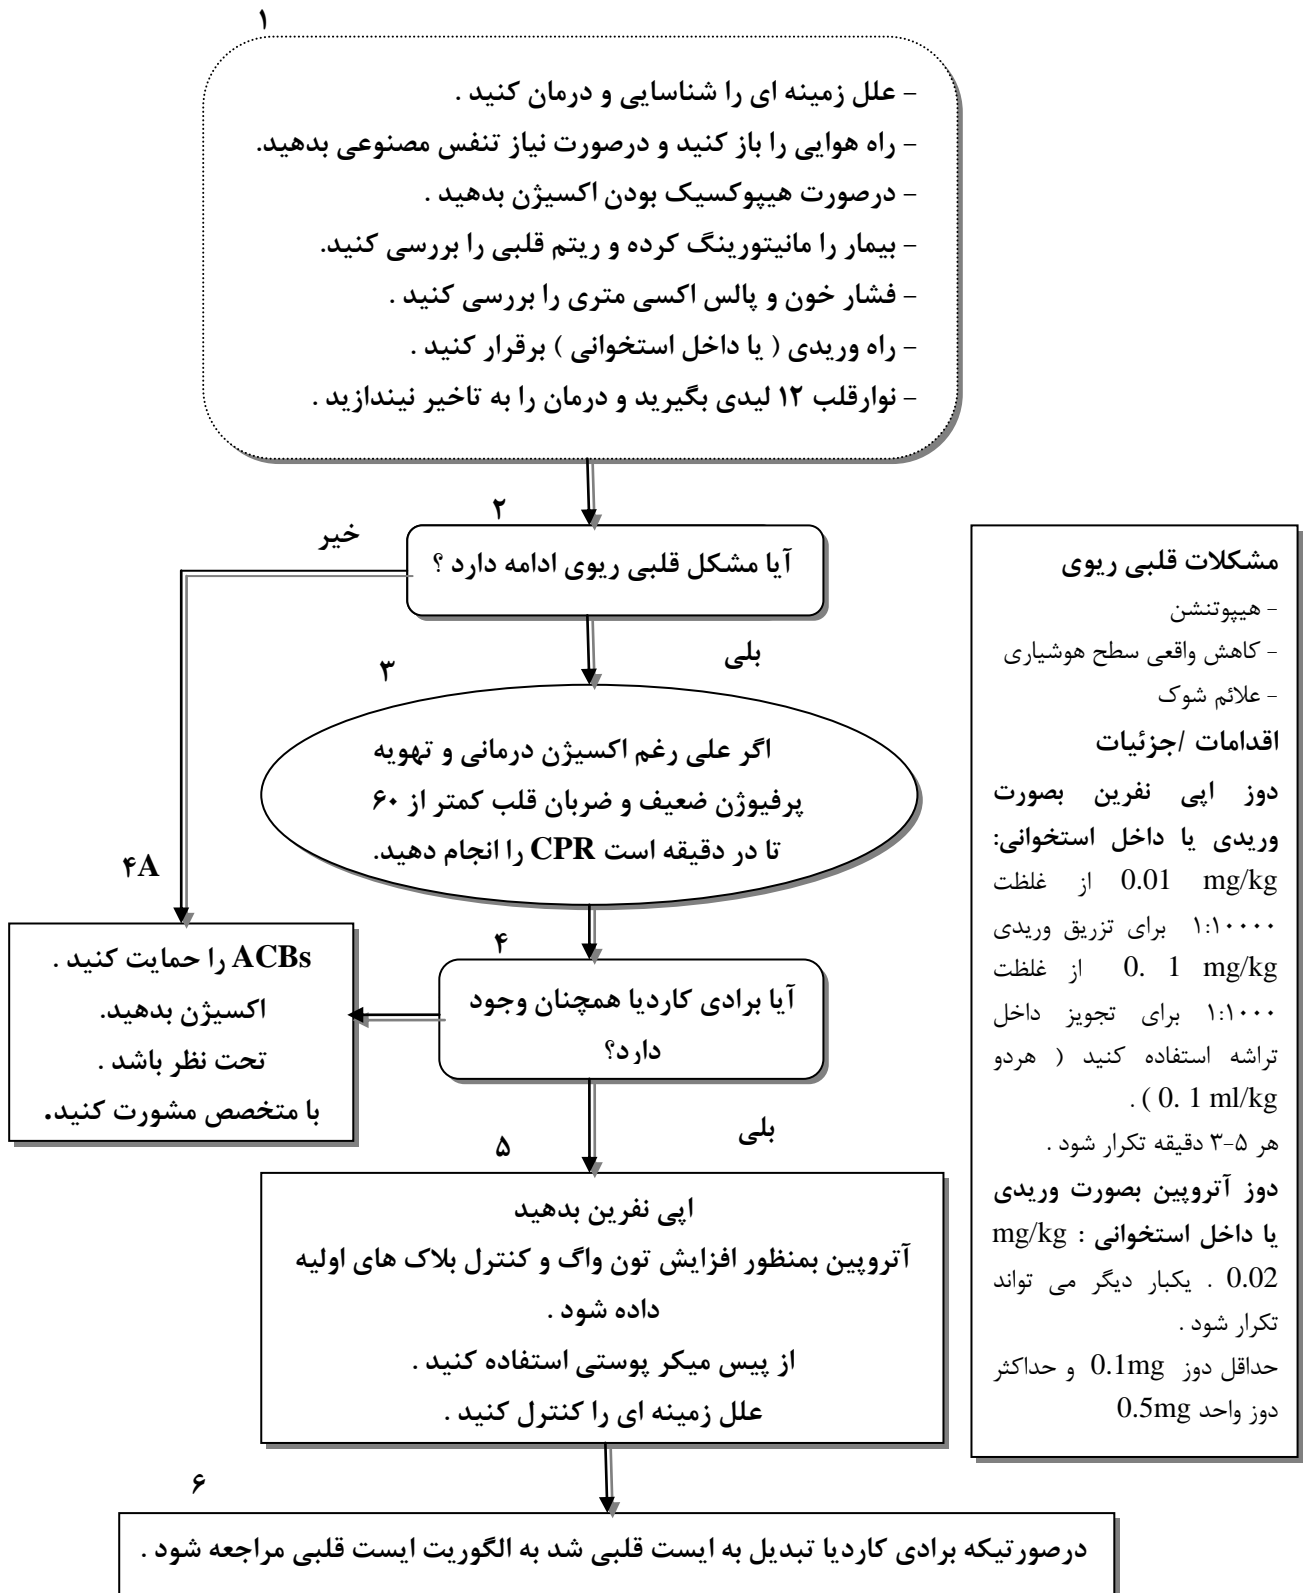 ۱
- علل زمینه ای را شناسایی و درمان کنید .
- راه هوایی را باز کنید و درصورت نیاز تنفس مصنوعی بدهید.
- درصورت هیپوکسیک بودن اکسیژن بدهید .
- بیمار را مانیتورینگ کرده و ریتم قلبی را بررسی کنید.
- فشار خون و پالس اکسی متری را بررسی کنید .
- راه وریدی ( یا داخل استخوانی ) برقرار کنید .
- نوارقلب ۱۲ لیدی بگیرید و درمان را به تاخیر نیندازید .
۲
خیر
آیا مشکل قلبی ریوی ادامه دارد ؟
بلی
۳
اگر علی رغم اکسیژن درمانی و تهویه
پرفیوژن ضعیف و ضربان قلب کمتر از ۶۰
تا در دقیقه است CPR را انجام دهید.
۴A
ACBs را حمایت کنید .
اکسیژن بدهید.
تحت نظر باشد .
با متخصص مشورت کنید.
۴
آیا برادی کاردیا همچنان وجود
دارد؟
بلی
۵
اپی نفرین بدهید
آتروپین بمنظور افزایش تون واگ و کنترل بلاک های اولیه
داده شود .
از پیس میکر پوستی استفاده کنید .
علل زمینه ای را کنترل کنید .
۶
درصورتیکه برادی کاردیا تبدیل به ایست قلبی شد به الگوریت ایست قلبی مراجعه شود .
مشکلات قلبی ریوی
- هیپوتنشن
- کاهش واقعی سطح هوشیاری
- علائم شوک
اقدامات /جزئیات
دوز اپی نفرین بصورت
وریدی یا داخل استخوانی:
0.01 mg/kg از غلظت
۱:۱۰۰۰۰ برای تزریق وریدی
0. 1 mg/kg از غلظت
۱:۱۰۰۰ برای تجویز داخل
تراشه استفاده کنید ( هردو
0. 1 ml/kg ) .
هر ۵-۳ دقیقه تکرار شود .
دوز آتروپین بصورت وریدی
یا داخل استخوانی : mg/kg
0.02 . یکبار دیگر می تواند
تکرار شود .
حداقل دوز 0.1mg و حداکثر
دوز واحد 0.5mg